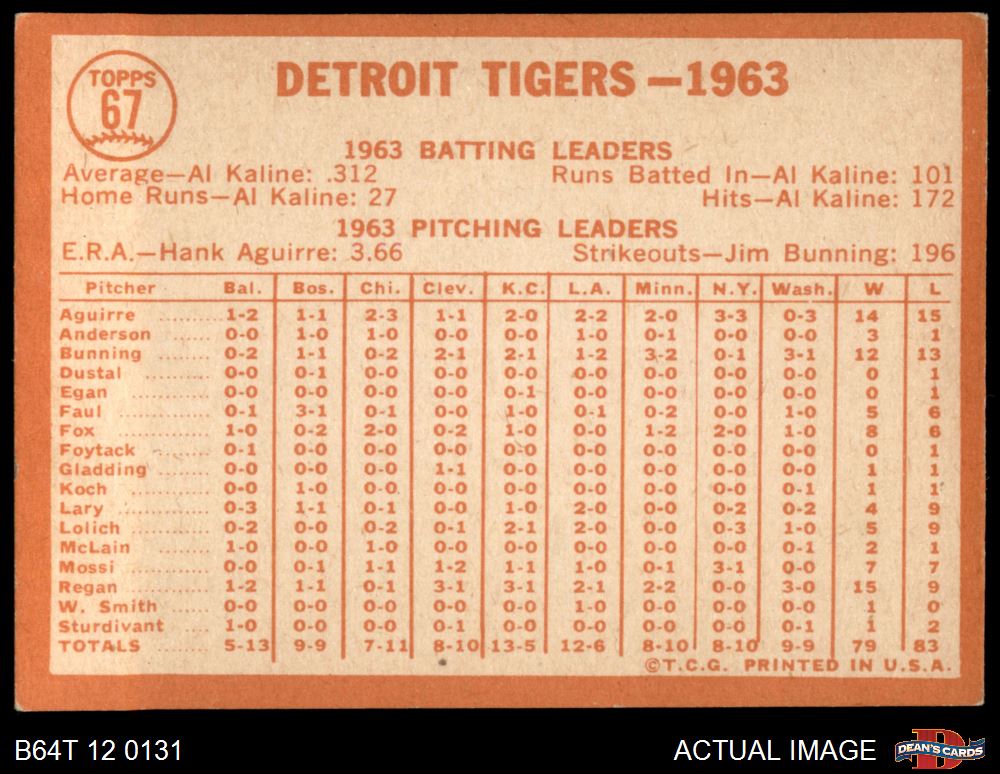 TOPPS
67
DETROIT TIGERS—1963
1963 BATTING LEADERS
Average—Al Kaline: .312 Runs Batted In—Al Kaline: 101
Home Runs—Al Kaline: 27 Hits—Al Kaline: 172
1963 PITCHING LEADERS
E.R.A.—Hank Aguirre: 3.66 Strikeouts—Jim Bunning: 196
Pitcher Bal. Bos. Chi. Clev. K.C. L.A. Minn. N.Y. Wash. W L
Aguirre 1-2 1-1 2-3 1-1 2-0 2-2 2-0 3-3 0-3 14 15
Anderson 0-0 1-0 1-0 0-0 0-0 1-0 0-1 0-0 0-0 3 1
Bunning 0-2 1-1 0-2 2-1 2-1 1-2 3-2 0-1 3-1 12 13
Dustal 0-0 0-1 0-0 0-0 0-0 0-0 0-0 0-0 0-0 0 1
Egan 0-0 0-0 0-0 0-0 0-1 0-0 0-0 0-0 0-0 0 1
Faul 0-1 3-1 0-1 0-0 1-0 0-1 0-2 0-0 1-0 5 6
Fox 1-0 0-2 2-0 0-2 1-0 0-0 1-2 2-0 1-0 8 6
Foytack 0-1 0-0 0-0 0-0 0-0 0-0 0-0 0-0 0-0 0 1
Gladding 0-0 0-0 0-0 1-1 0-0 0-0 0-0 0-0 0-0 1 1
Koch 0-0 1-0 0-0 0-0 0-0 0-0 0-0 0-0 0-1 1 1
Lary 0-3 1-1 0-1 0-0 1-0 2-0 0-0 0-2 0-2 4 9
Lolich 0-2 0-0 0-2 0-1 2-1 2-0 0-0 0-3 1-0 5 9
McLain 1-0 0-0 1-0 0-0 0-0 0-0 0-0 0-0 0-1 2 1
Mossi 0-0 0-1 1-1 1-2 1-1 1-0 0-1 3-1 0-0 7 7
Regan 1-2 1-1 0-1 3-1 3-1 2-1 2-2 0-0 3-0 15 9
W. Smith 0-0 0-0 0-0 0-0 0-0 1-0 0-0 0-0 0-0 1 0
Sturdivant 1-0 0-0 0-0 0-1 0-0 0-0 0-0 0-0 0-1 1 2
TOTALS 5-13 9-9 7-11 8-10 13-5 12-6 8-10 8-10 9-9 79 83
©T.C.G. PRINTED IN U.S.A.
B64T 12 0131 ACTUAL IMAGE D DEAN'S CARDS